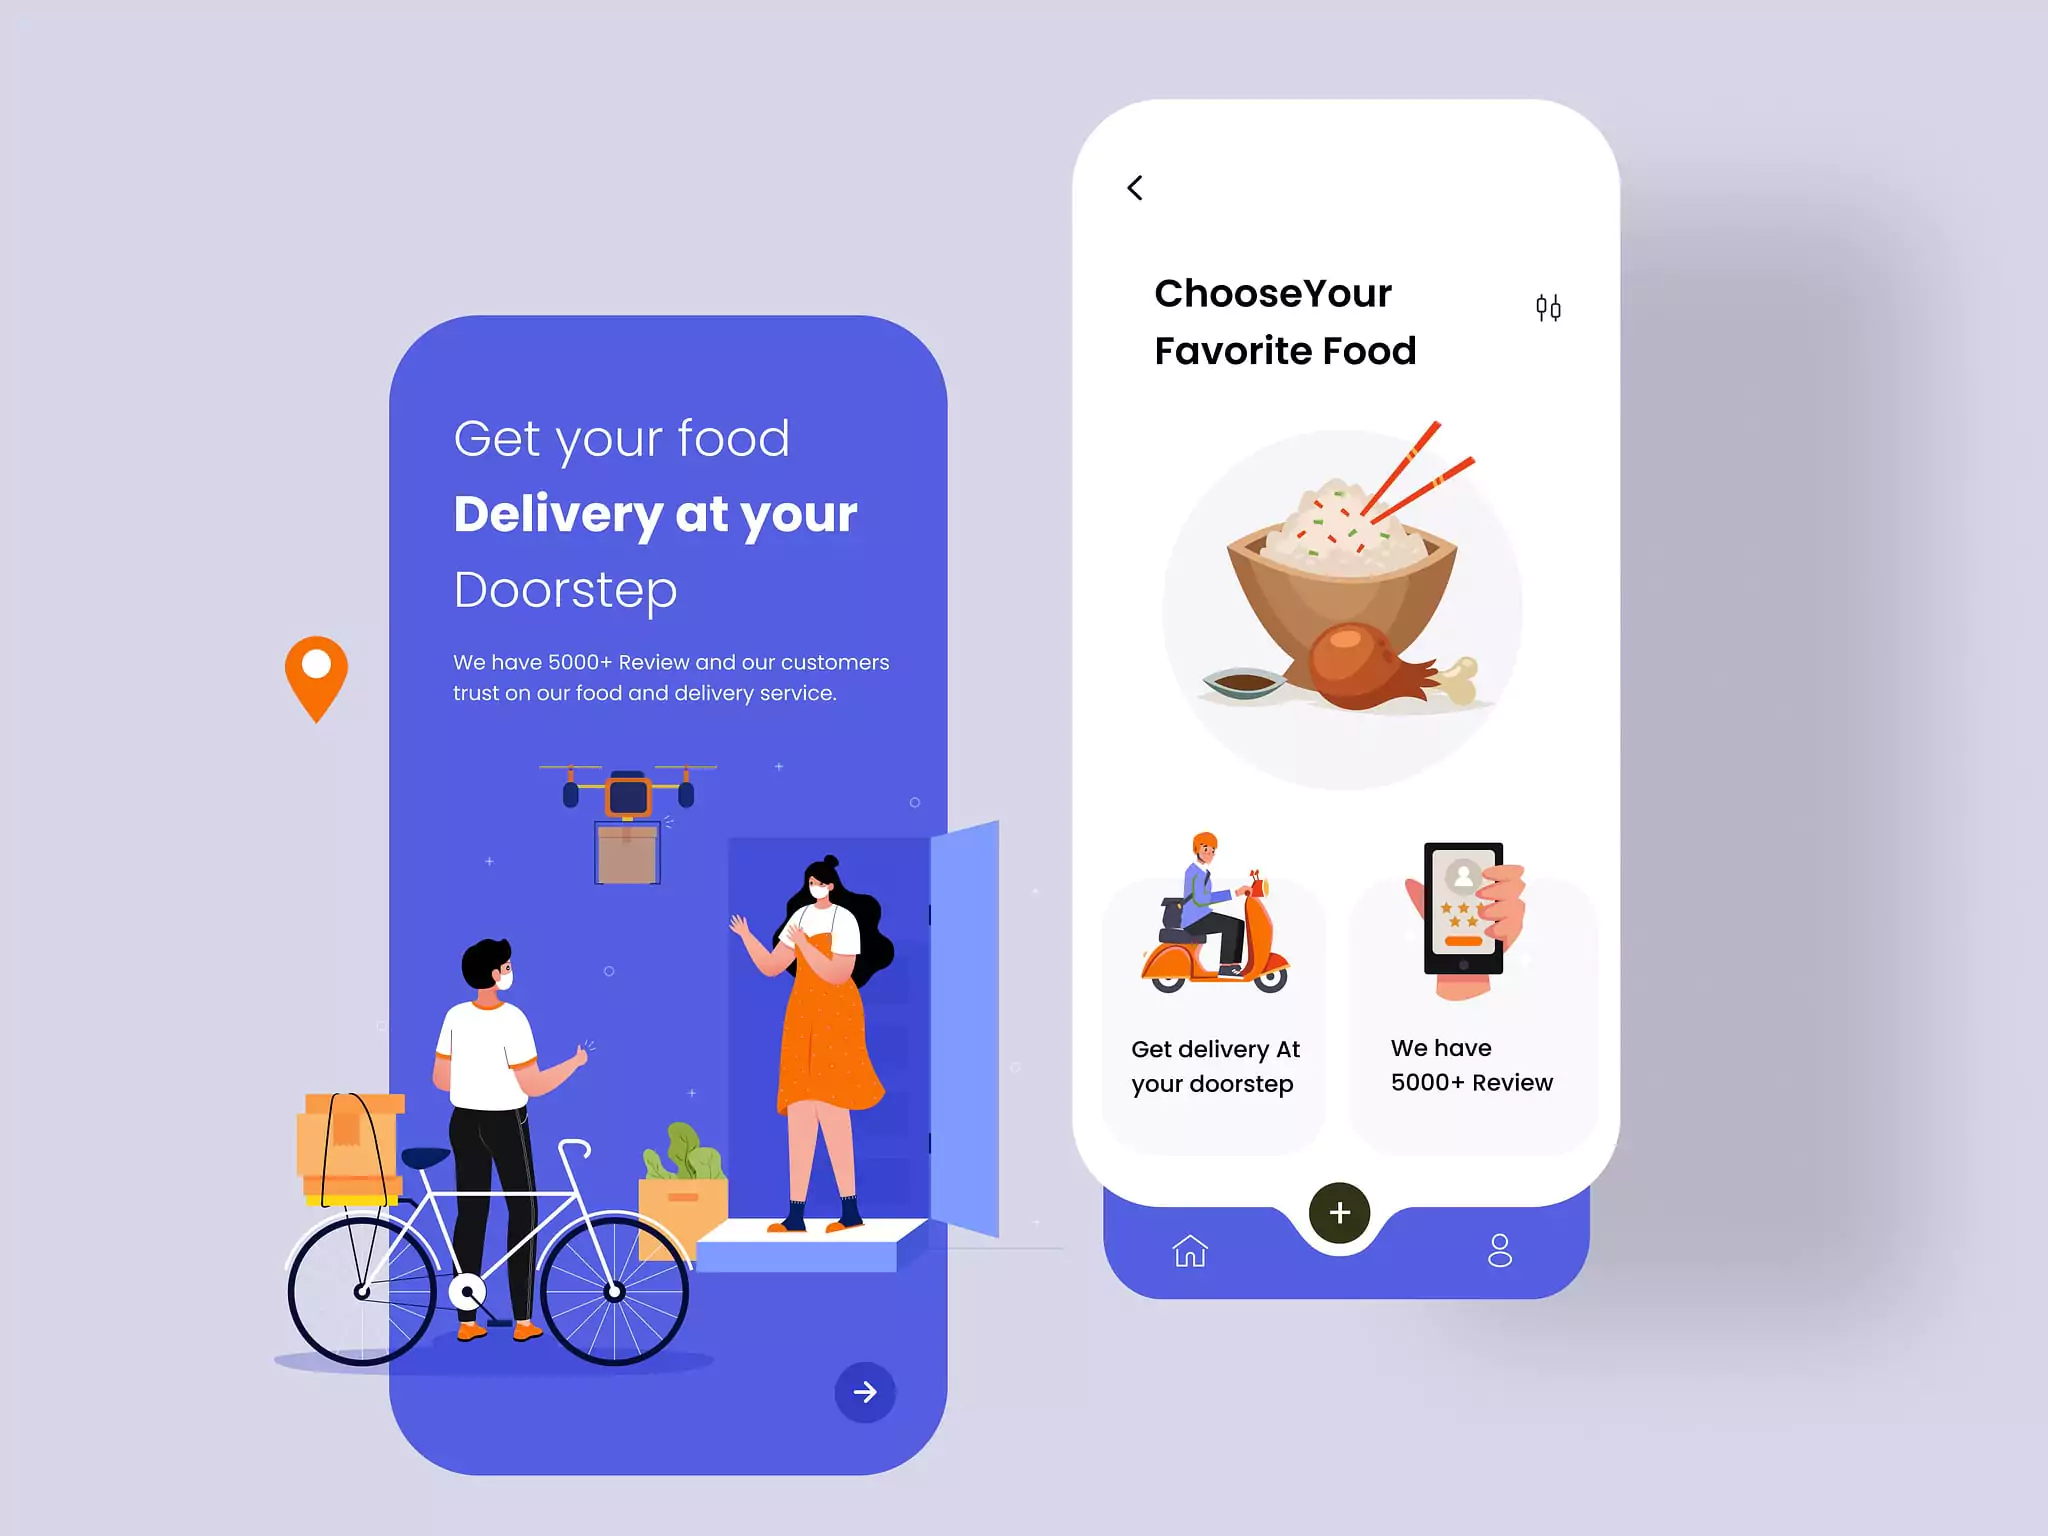 Get your food
Delivery at your
Doorstep
We have 5000+ Review and our customers
trust on our food and delivery service.
ChooseYour
Favorite Food
Get delivery At
your doorstep
We have
5000+ Review